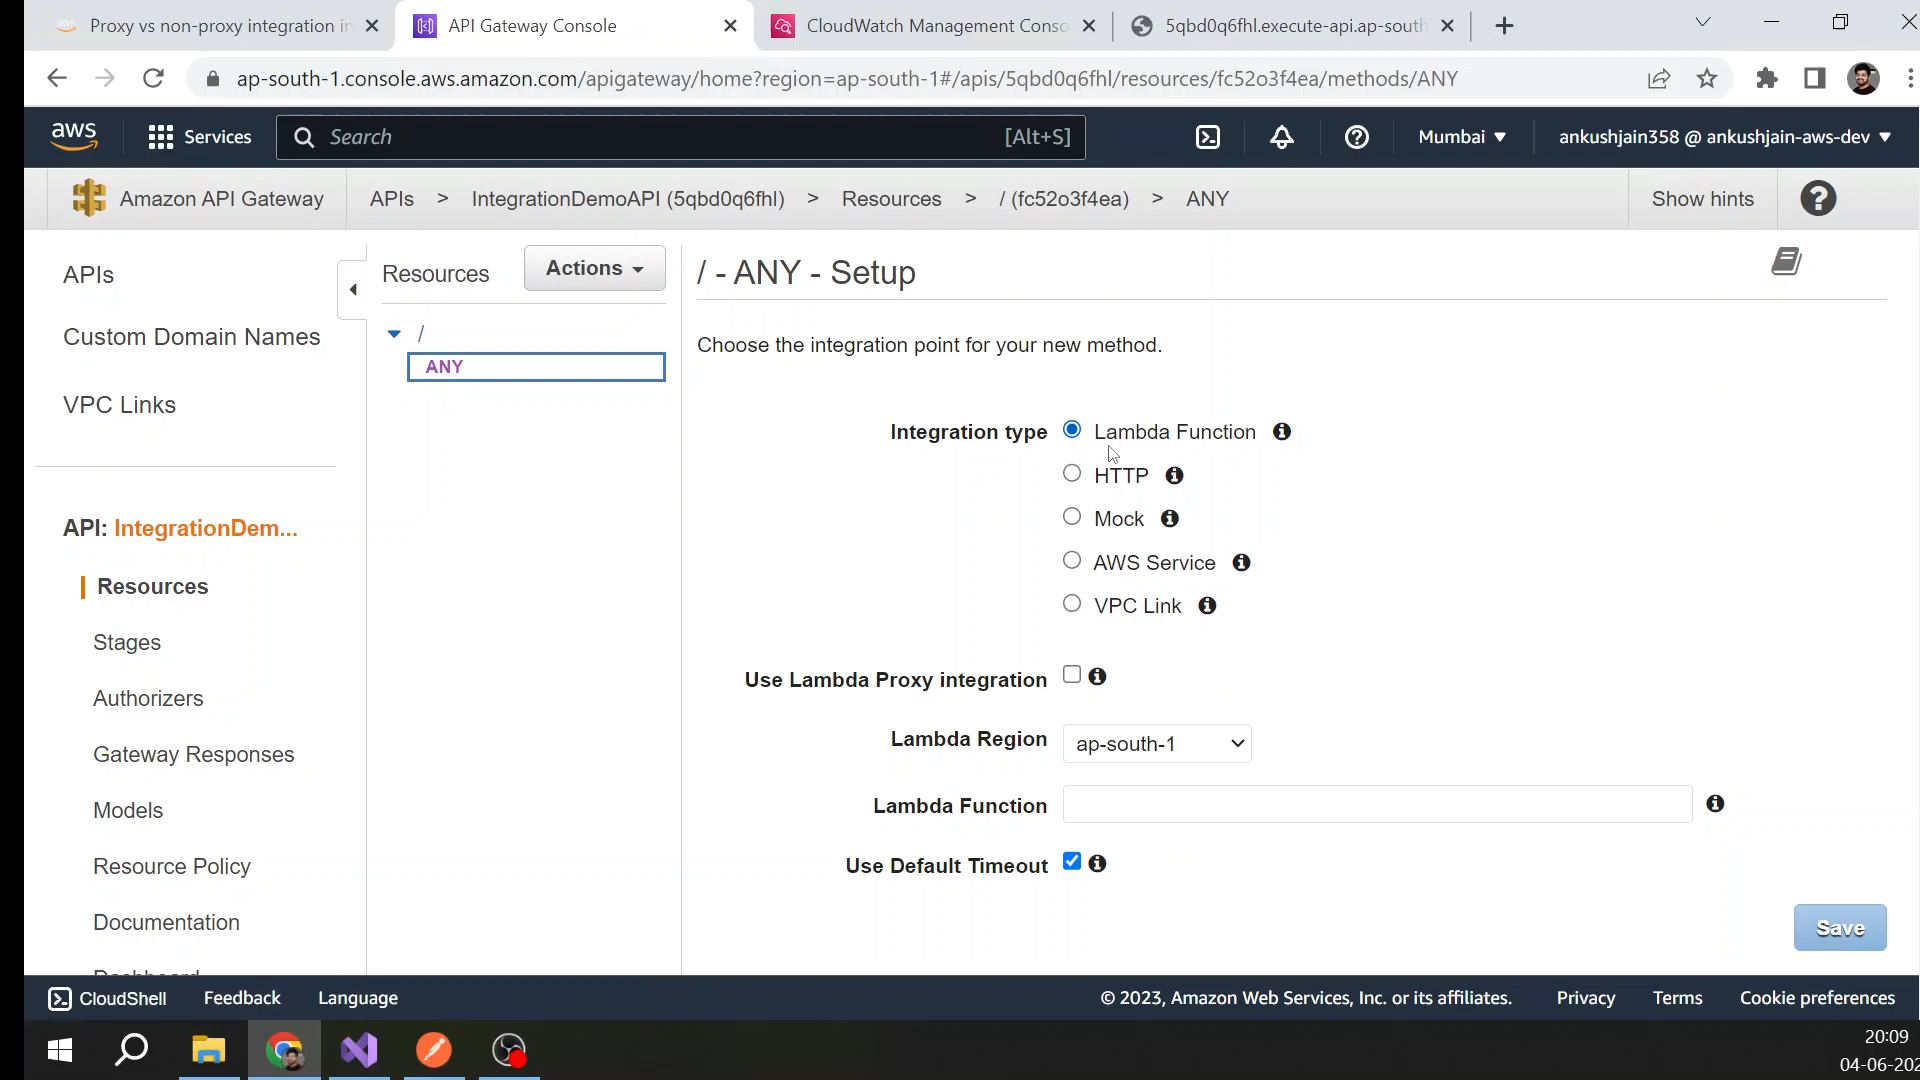 Proxy vs non-proxy integration in
API Gateway Console
CloudWatch Management Conso
5qbd0q6fhl.execute-api.ap-south
ap-south-1.console.aws.amazon.com/apigateway/home?region=ap-south-1#/apis/5qbd0q6fhl/resources/fc52o3f4ea/methods/ANY
aws
Services
Search
[Alt+S]
Mumbai
ankushjain358 @ ankushjain-aws-dev
Amazon API Gateway
APIs > IntegrationDemoAPI (5qbd0q6fhl) > Resources > / (fc52o3f4ea) > ANY
Show hints
?
APIs
Custom Domain Names
VPC Links
API: IntegrationDem...
Resources
Stages
Authorizers
Gateway Responses
Models
Resource Policy
Documentation
Dashboard
Resources
Actions
/
ANY
/ - ANY - Setup
Choose the integration point for your new method.
Integration type
Lambda Function
HTTP
Mock
AWS Service
VPC Link
Use Lambda Proxy integration
Lambda Region
ap-south-1
Lambda Function
Use Default Timeout
Save
CloudShell
Feedback
Language
© 2023, Amazon Web Services, Inc. or its affiliates.
Privacy
Terms
Cookie preferences
20:09
04-06-202